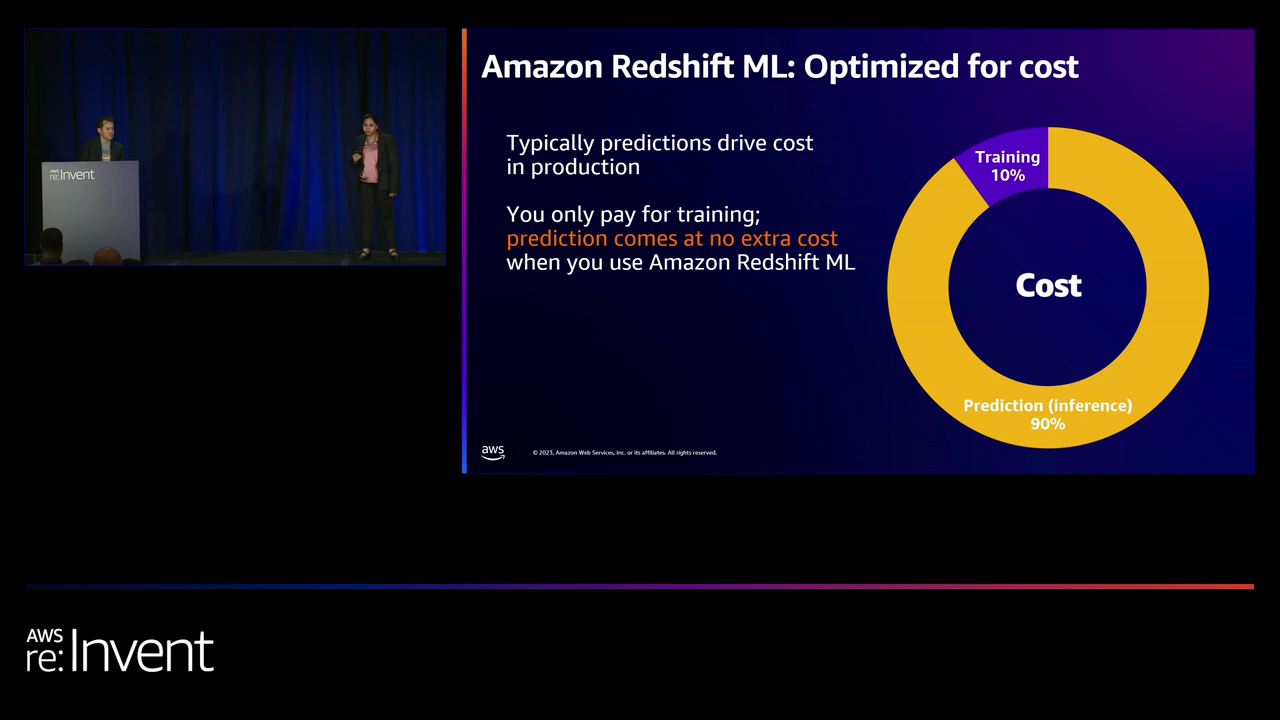 AWS
re:Invent
Amazon Redshift ML: Optimized for cost
Typically predictions drive cost
in production
You only pay for training;
prediction comes at no extra cost
when you use Amazon Redshift ML
Training
10%
Cost
Prediction (inference)
90%
aws
© 2023, Amazon Web Services, Inc. or its affiliates. All rights reserved.
AWS
re:Invent